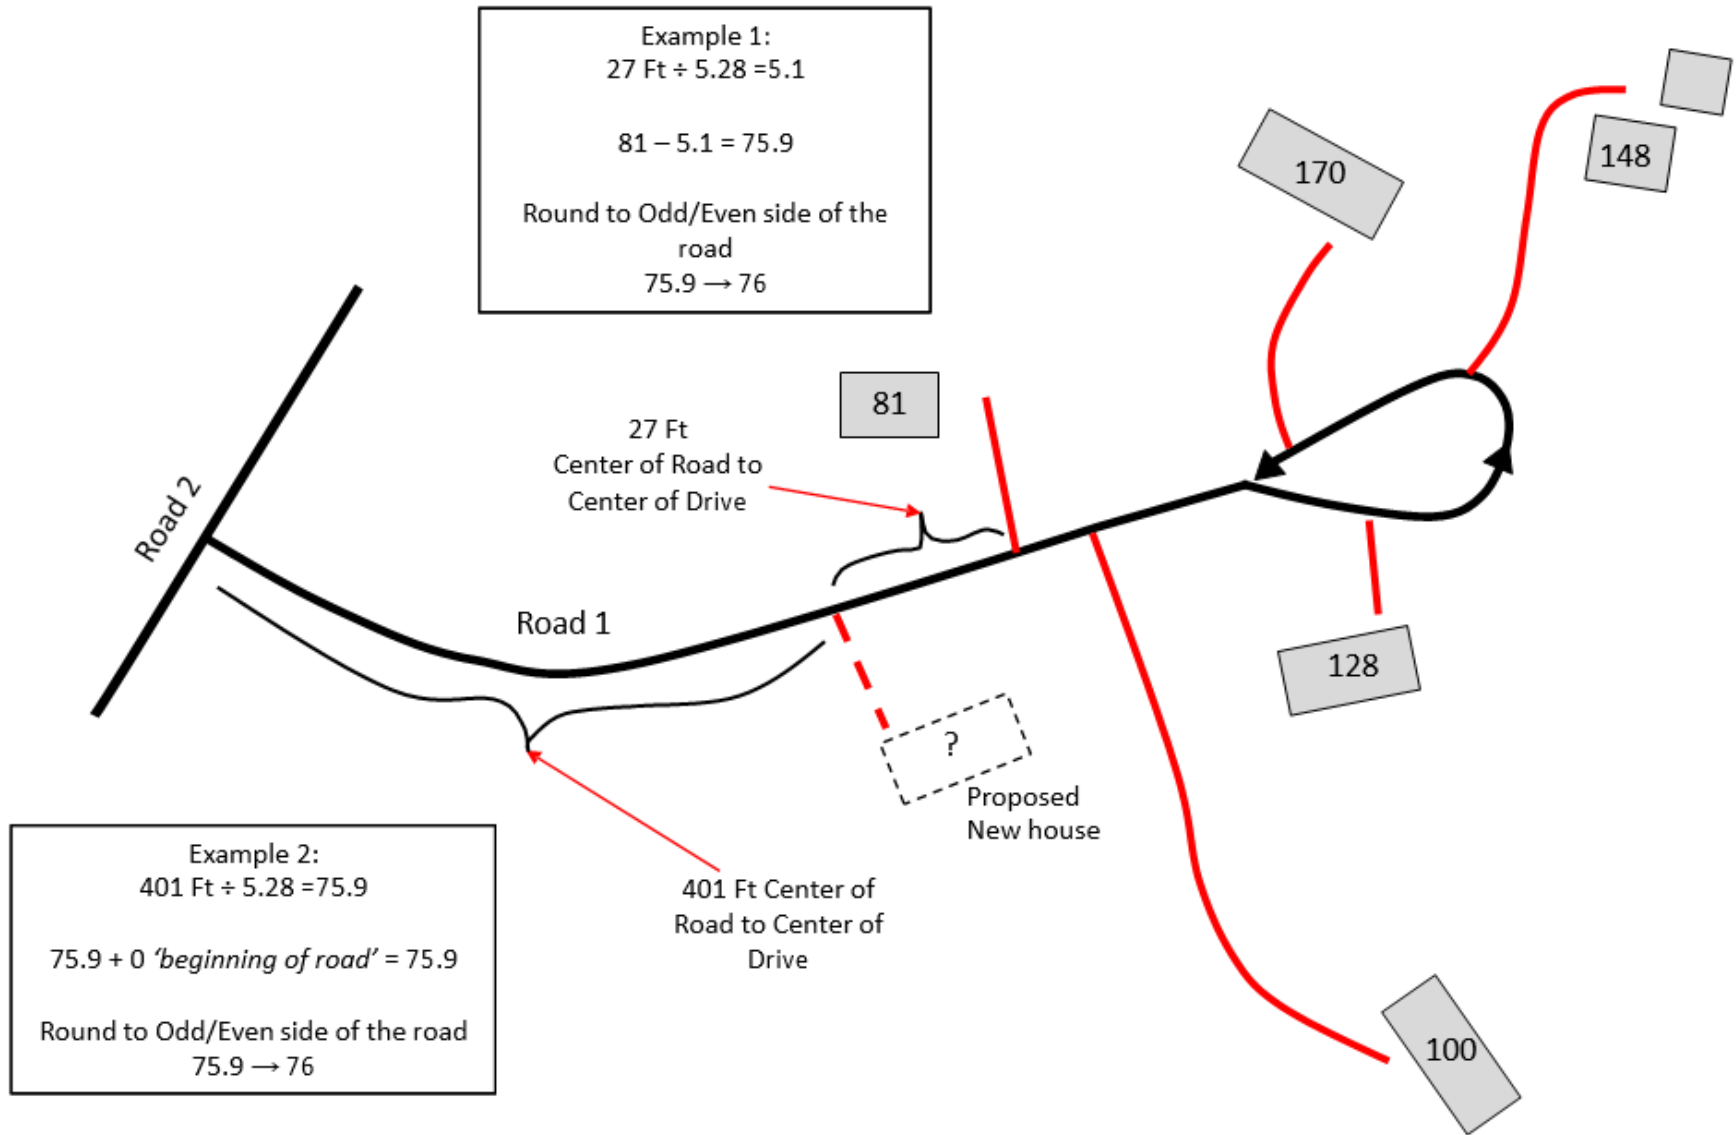 Example 1:
27 Ft ÷ 5.28 =5.1
81 – 5.1 = 75.9
Round to Odd/Even side of the
road
75.9 → 76
170
148
81
27 Ft
Center of Road to
Center of Drive
Road 2
Road 1
128
?
Proposed
New house
401 Ft Center of
Road to Center of
Drive
Example 2:
401 Ft ÷ 5.28 =75.9
75.9 + 0 ‘beginning of road’ = 75.9
Round to Odd/Even side of the road
75.9 → 76
100